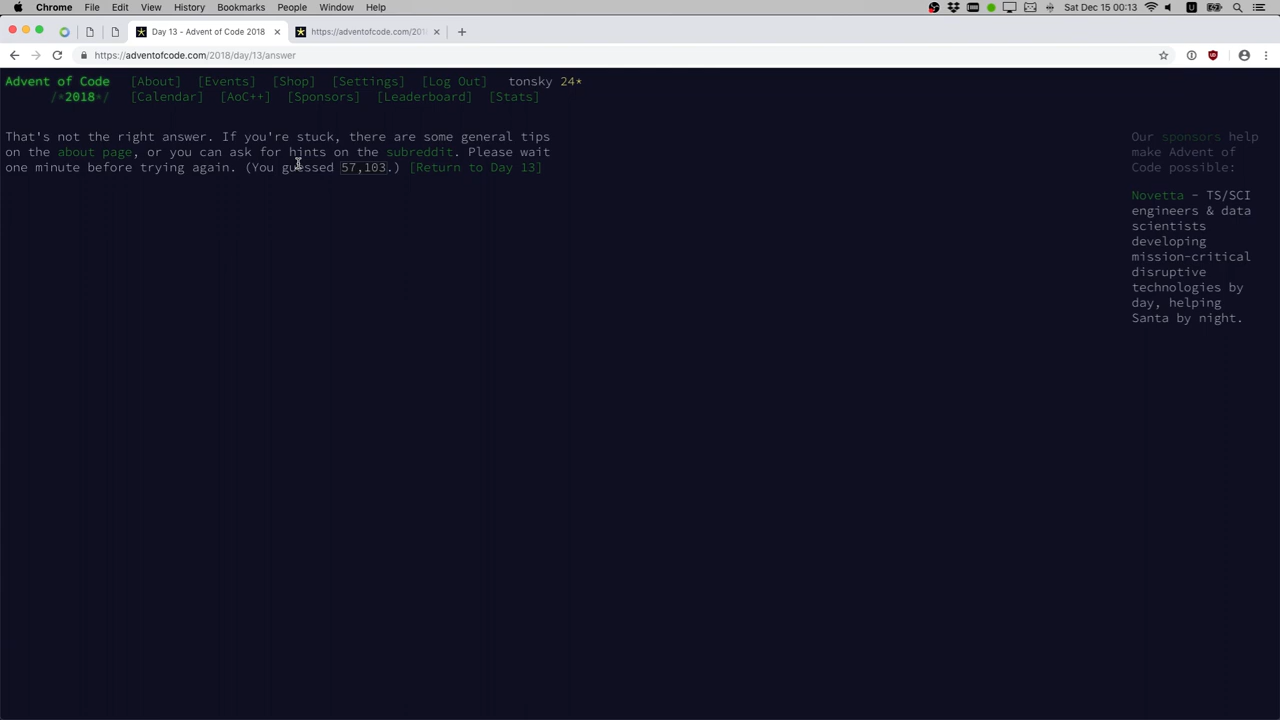 Chrome File Edit View History Bookmarks People Window Help Sat Dec 15 00:13
Day 13 - Advent of Code 2018 https://adventofcode.com/201
https://adventofcode.com/2018/day/13/answer
Advent of Code [About] [Events] [Shop] [Settings] [Log Out] tonsky 24*
/*2018*/ [Calendar] [AoC++] [Sponsors] [Leaderboard] [Stats]
That's not the right answer. If you're stuck, there are some general tips
on the about page, or you can ask for hints on the subreddit. Please wait
one minute before trying again. (You guessed 57,103.) [Return to Day 13]
Our sponsors help
make Advent of
Code possible:
Novetta - TS/SCI
engineers & data
scientists
developing
mission-critical
disruptive
technologies by
day, helping
Santa by night.